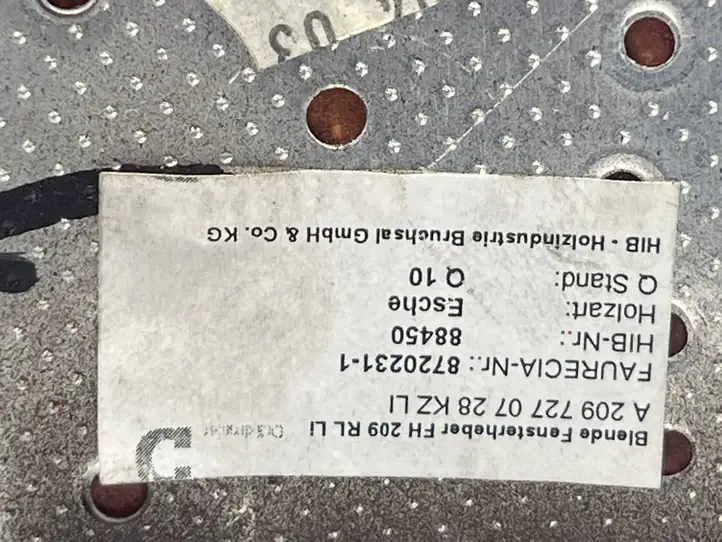 Blende Fensterheber FH 209 RL Li
A 209 727 07 28 KZ LI
FAURECIA-Nr.: 8720231-1
HIB-Nr.: 88450
Holzart: Esche
Q Stand: Q 10
HIB - Holzindustrie Bruchsal GmbH & Co. KG
03